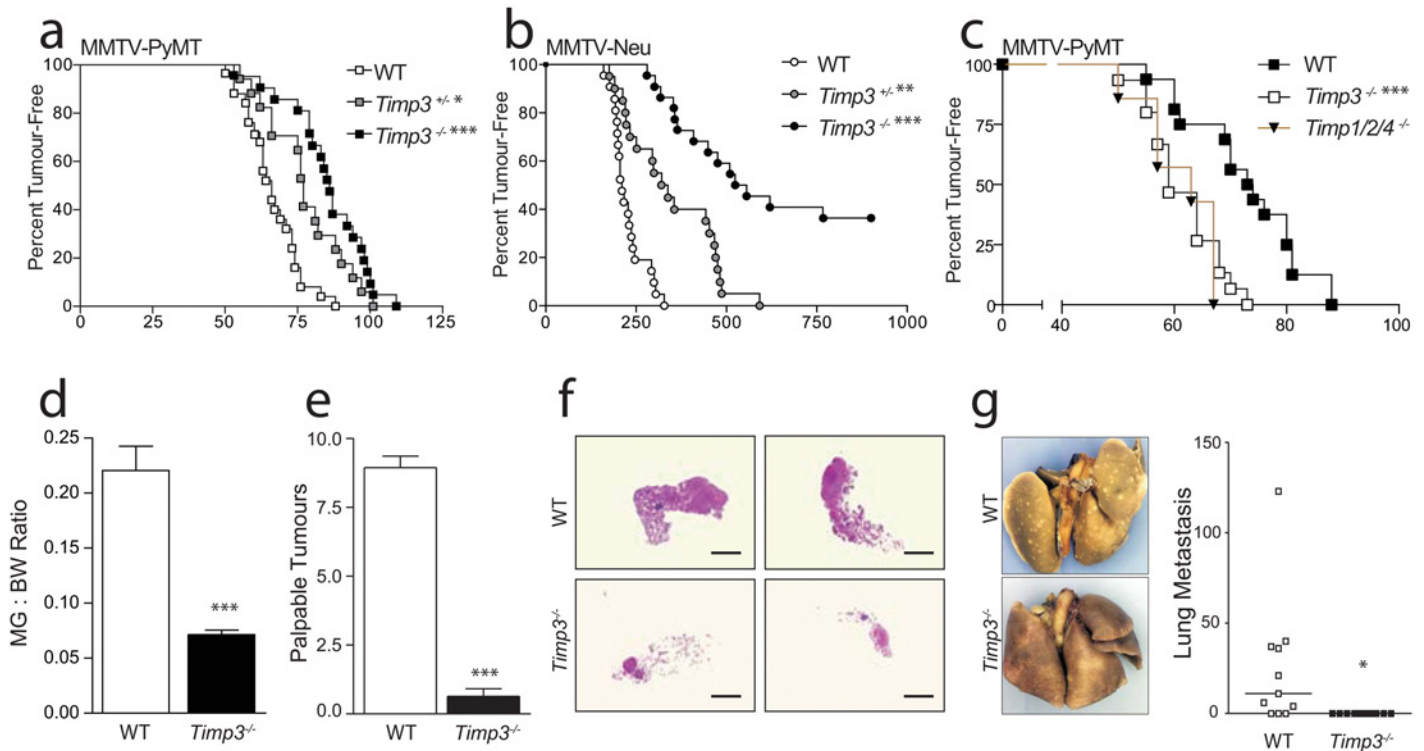 a
MMTV-PyMT
WT
Timp3 +/- *
Timp3 -/- ***
Percent Tumour-Free
100
80
60
40
20
0
0 25 50 75 100 125
b
MMTV-Neu
WT
Timp3 +/- **
Timp3 -/- ***
Percent Tumour-Free
100
80
60
40
20
0
0 250 500 750 1000
c
MMTV-PyMT
WT
Timp3 -/- ***
Timp1/2/4 -/-
Percent Tumour-Free
100
75
50
25
0
0 40 60 80 100
d
MG : BW Ratio
0.25
0.20
0.15
0.10
0.05
0.00
***
WT Timp3-/-
e
Palpable Tumours
10.0
7.5
5.0
2.5
0.0
***
WT Timp3-/-
f
WT
Timp3-/-
g
WT
Timp3-/-
Lung Metastasis
150
100
50
0
*
WT Timp3-/-